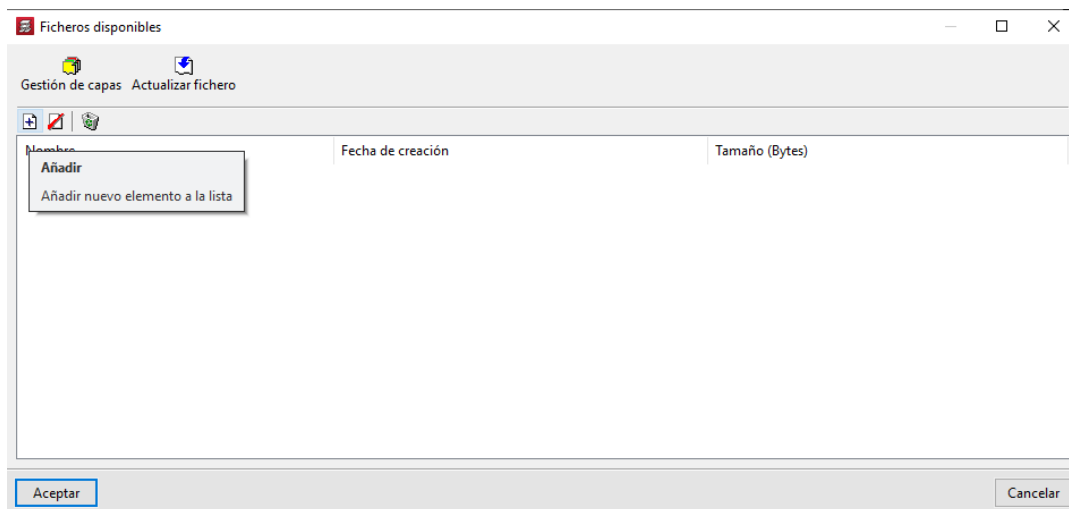 Ficheros disponibles
Gestión de capas Actualizar fichero
Nombre Fecha de creación Tamaño (Bytes)
Añadir
Añadir nuevo elemento a la lista
Aceptar Cancelar